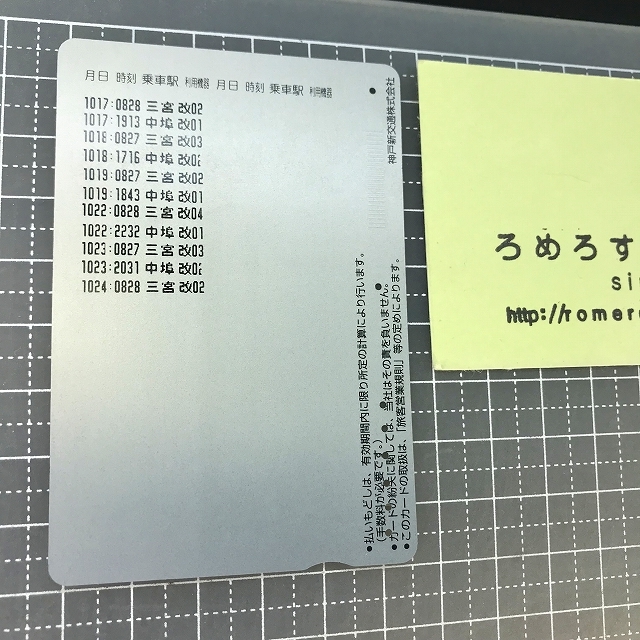 月日 時刻 乗車駅 利用機器 月日 時刻 乗車駅 利用機器
1017:0828 三宮 改02
1017:1913 中埠 改01
1018:0827 三宮 改03
1018:1716 中埠 改02
1019:0827 三宮 改02
1019:1843 中埠 改01
1022:0828 三宮 改04
1022:2232 中埠 改01
1023:0827 三宮 改03
1023:2031 中埠 改02
1024:0828 三宮 改02
神戸新交通株式会社
●払いもどしは、有効期間内に限り所定の計算により行います。
(手数料が必要です。)
●カードの紛失に関しては、当社はその責を負いません。
●このカードの取扱は、「旅客営業規則」等の定めによります。
ろめろす
si
http://romer